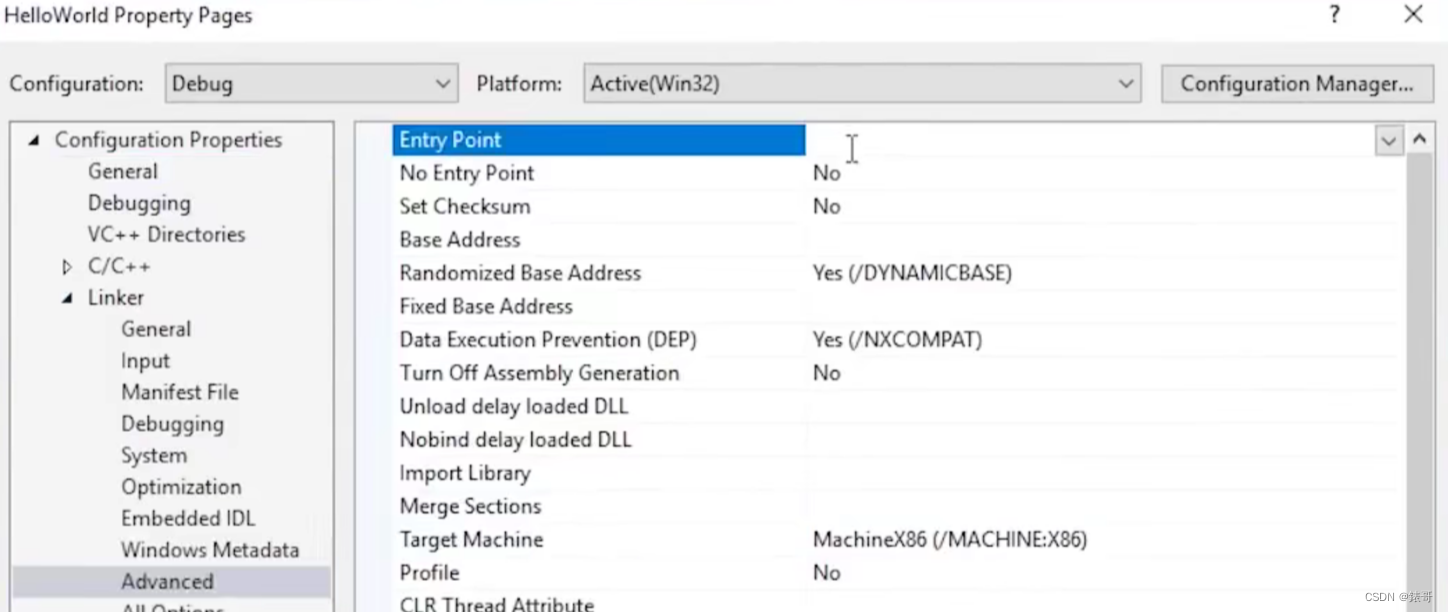 HelloWorld Property Pages
Configuration: Debug Platform: Active(Win32) Configuration Manager...
Configuration Properties
General
Debugging
VC++ Directories
C/C++
Linker
General
Input
Manifest File
Debugging
System
Optimization
Embedded IDL
Windows Metadata
Advanced
All Options
Entry Point
No Entry Point No
Set Checksum No
Base Address
Randomized Base Address Yes (/DYNAMICBASE)
Fixed Base Address
Data Execution Prevention (DEP) Yes (/NXCOMPAT)
Turn Off Assembly Generation No
Unload delay loaded DLL
Nobind delay loaded DLL
Import Library
Merge Sections
Target Machine MachineX86 (/MACHINE:X86)
Profile No
CLR Thread Attribute
CSDN @銥哥